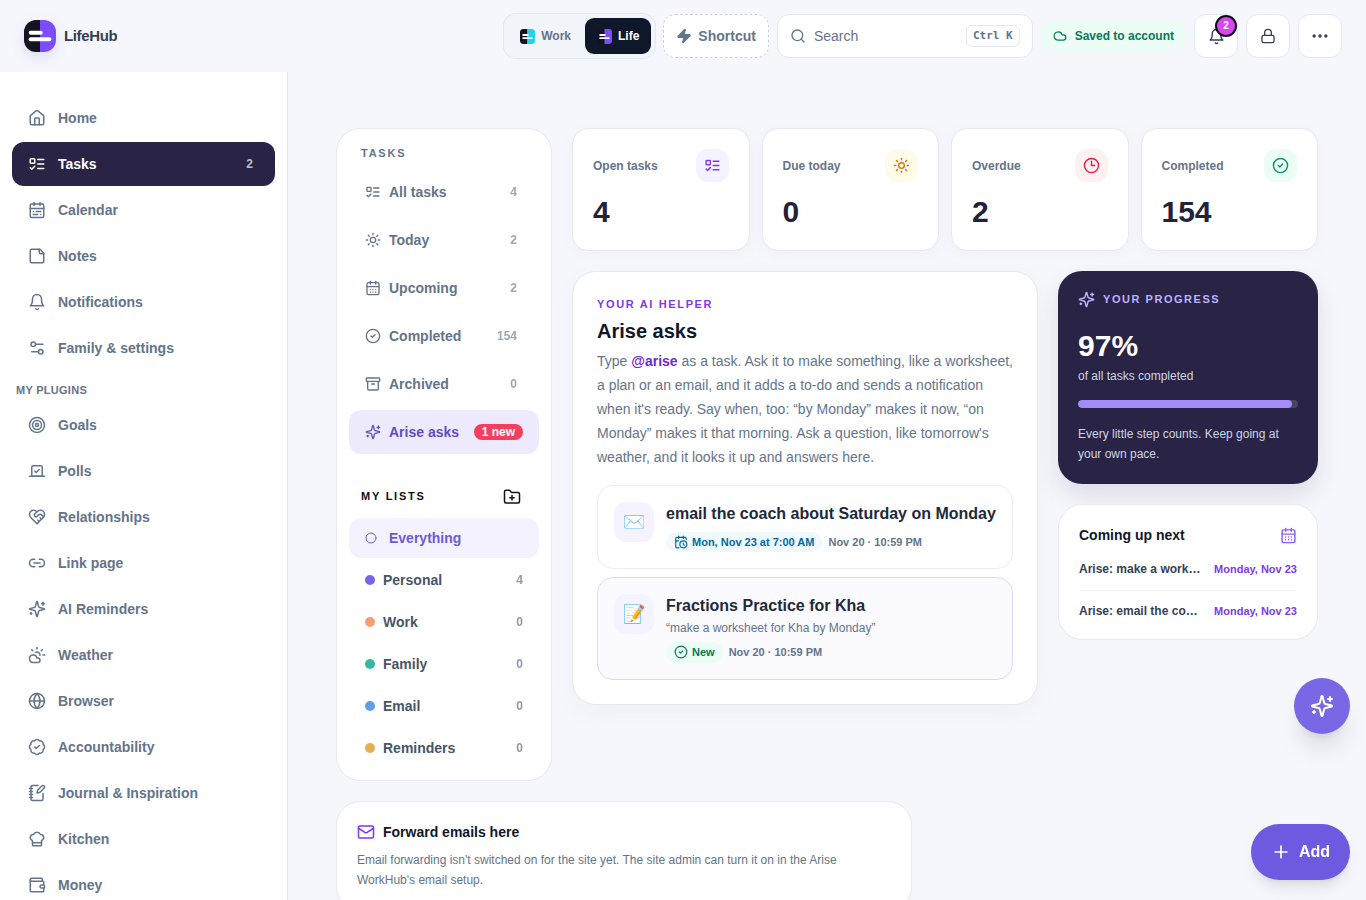 LifeHub
Work
Life
Shortcut
Search
Ctrl K
Saved to account
2
Home
Tasks
2
Calendar
Notes
Notifications
Family & settings
MY PLUGINS
Goals
Polls
Relationships
Link page
AI Reminders
Weather
Browser
Accountability
Journal & Inspiration
Kitchen
Money
TASKS
All tasks
4
Today
2
Upcoming
2
Completed
154
Archived
0
Arise asks
1 new
MY LISTS
Everything
Personal
4
Work
0
Family
0
Email
0
Reminders
0
Open tasks
4
Due today
0
Overdue
2
Completed
154
YOUR AI HELPER
Arise asks
Type @arise as a task. Ask it to make something, like a worksheet,
a plan or an email, and it adds a to-do and sends a notification
when it's ready. Say when, too: “by Monday” makes it now, “on
Monday” makes it that morning. Ask a question, like tomorrow's
weather, and it looks it up and answers here.
email the coach about Saturday on Monday
Mon, Nov 23 at 7:00 AM
Nov 20 · 10:59 PM
Fractions Practice for Kha
“make a worksheet for Kha by Monday”
New
Nov 20 · 10:59 PM
YOUR PROGRESS
97%
of all tasks completed
Every little step counts. Keep going at
your own pace.
Coming up next
Arise: make a work…
Monday, Nov 23
Arise: email the co…
Monday, Nov 23
Forward emails here
Email forwarding isn't switched on for the site yet. The site admin can turn it on in the Arise
WorkHub's email setup.
Add